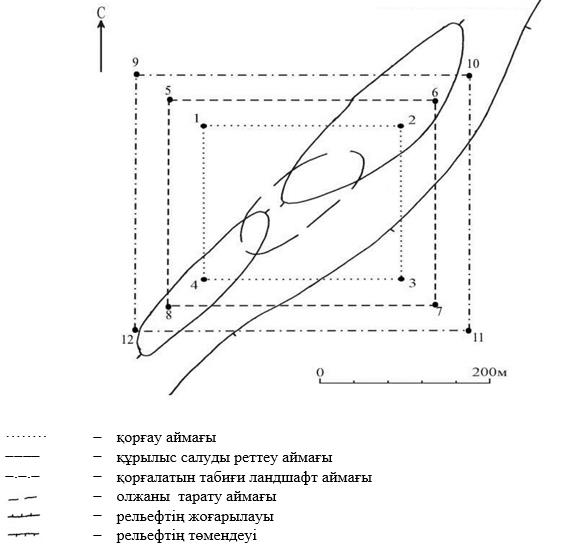 С
9
10
5
6
1
2
4
3
8
7
12
11
0
200м
– қорғау аймағы
– құрылыс салуды реттеу аймағы
– қорғалатын табиғи ландшафт аймағы
– олжаны тарату аймағы
– рельефтің жоғарылауы
– рельефтің төмендеуі